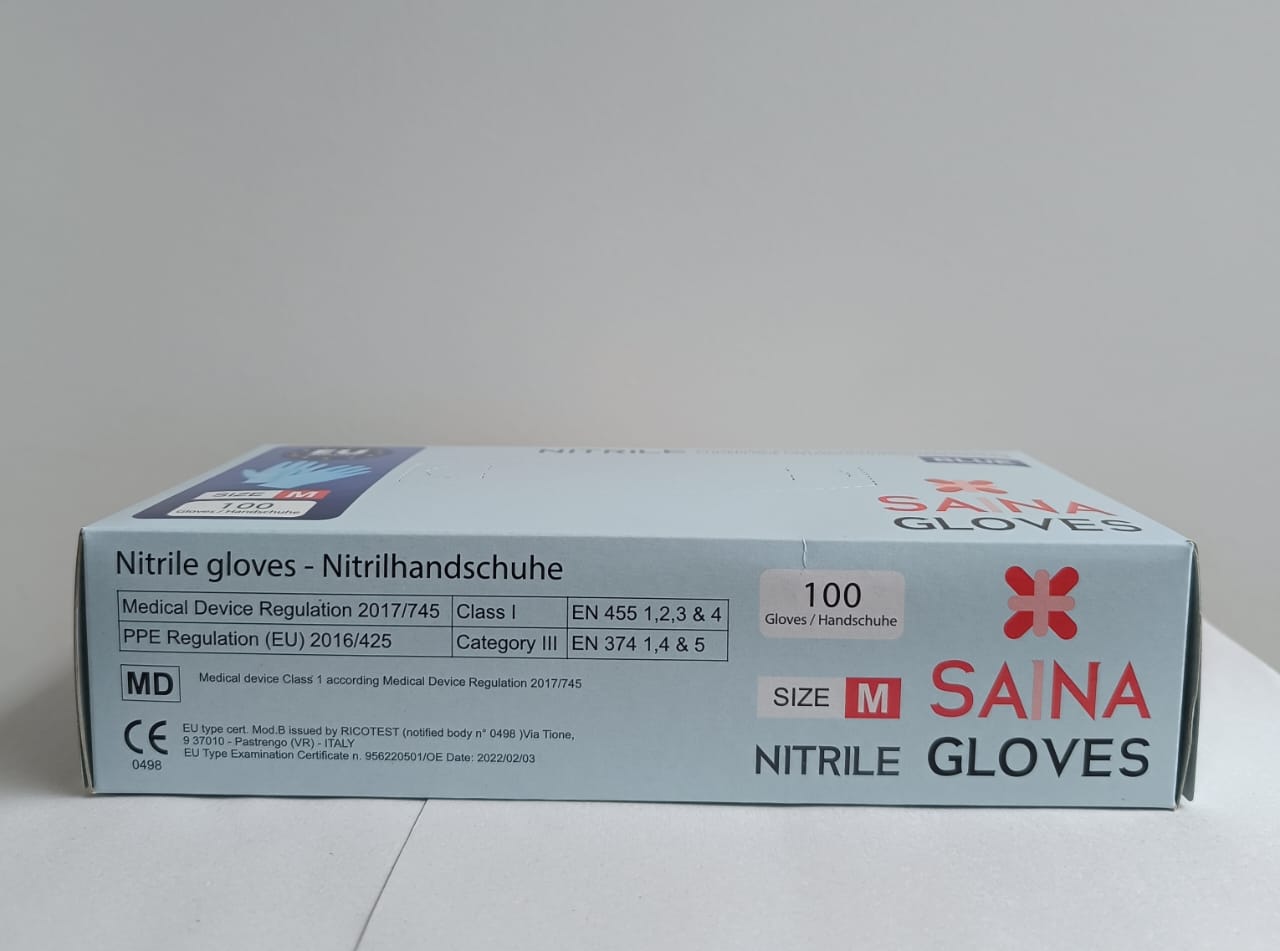 EU
SIZE M
100
Gloves / Handschuhe
NITRILE
BLUE
SAINA
GLOVES
Nitrile gloves - Nitrilhandschuhe
Medical Device Regulation 2017/745 Class I EN 455 1,2,3 & 4
PPE Regulation (EU) 2016/425 Category III EN 374 1,4 & 5
MD Medical device Class 1 according Medical Device Regulation 2017/745
CE
0498
EU type cert. Mod.B issued by RICOTEST (notified body n° 0498 )Via Tione,
9 37010 - Pastrengo (VR) - ITALY
EU Type Examination Certificate n. 956220501/OE Date: 2022/02/03
100
Gloves / Handschuhe
SIZE M
NITRILE
SAINA
GLOVES